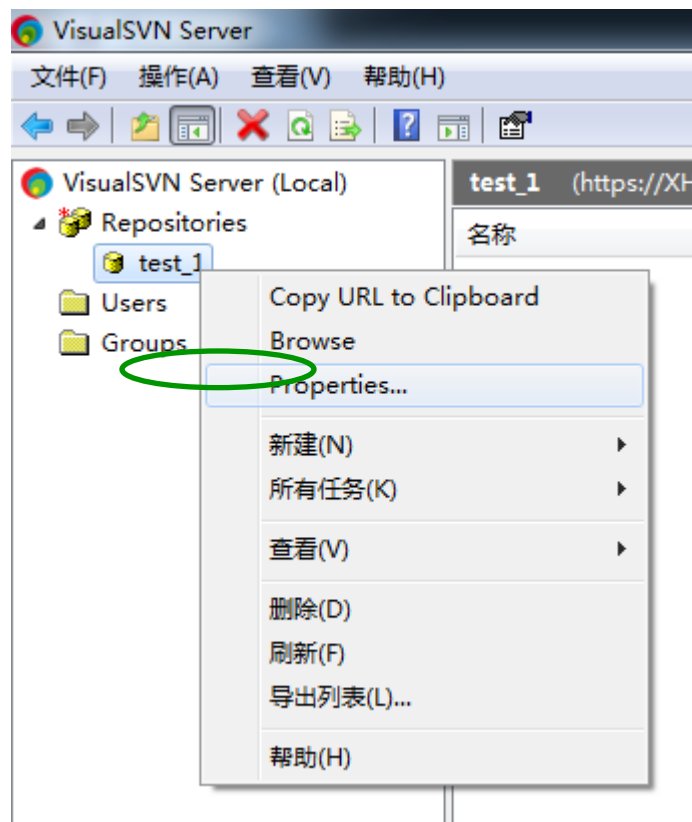 VisualSVN Server
文件(F) 操作(A) 查看(V) 帮助(H)
VisualSVN Server (Local)
test_1 (https://XH
Repositories
名称
test_1
Users
Groups
Copy URL to Clipboard
Browse
Properties...
新建(N)
所有任务(K)
查看(V)
删除(D)
刷新(F)
导出列表(L)...
帮助(H)